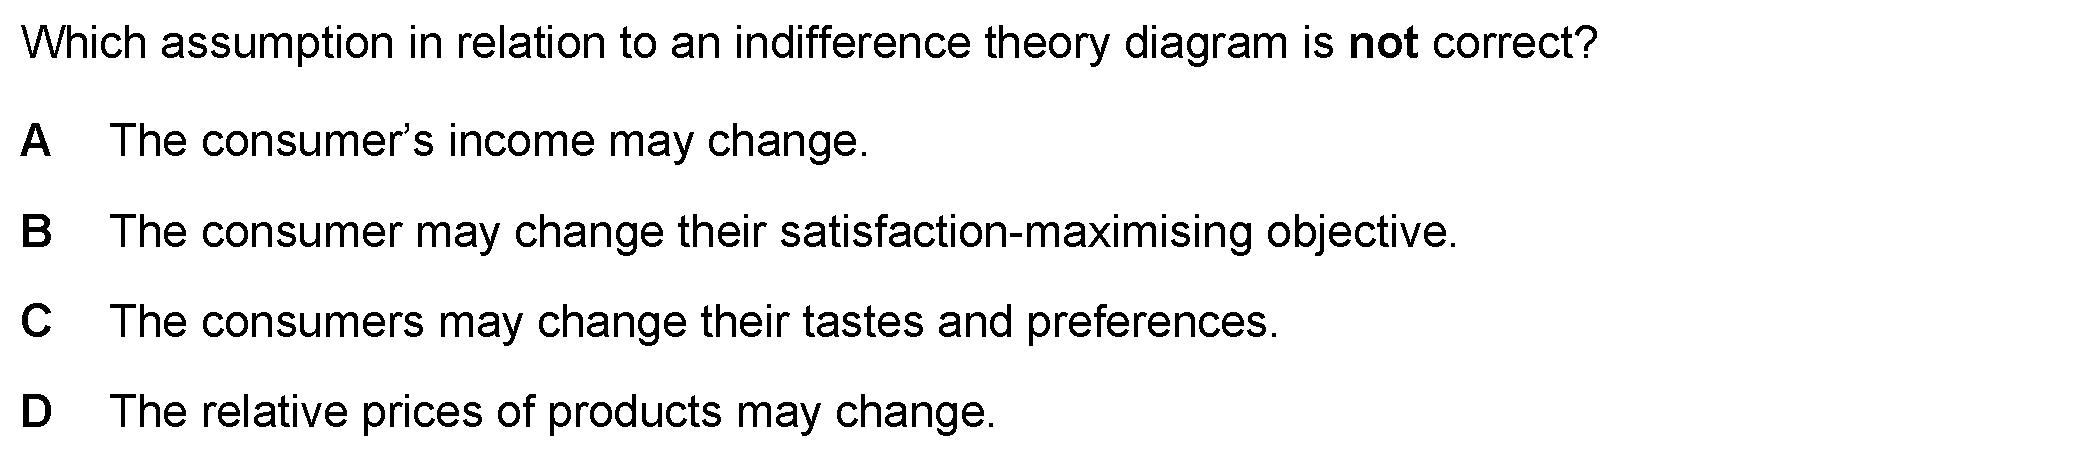 Which assumption in relation to an indifference theory diagram is not correct?
A The consumer’s income may change.
B The consumer may change their satisfaction-maximising objective.
C The consumers may change their tastes and preferences.
D The relative prices of products may change.